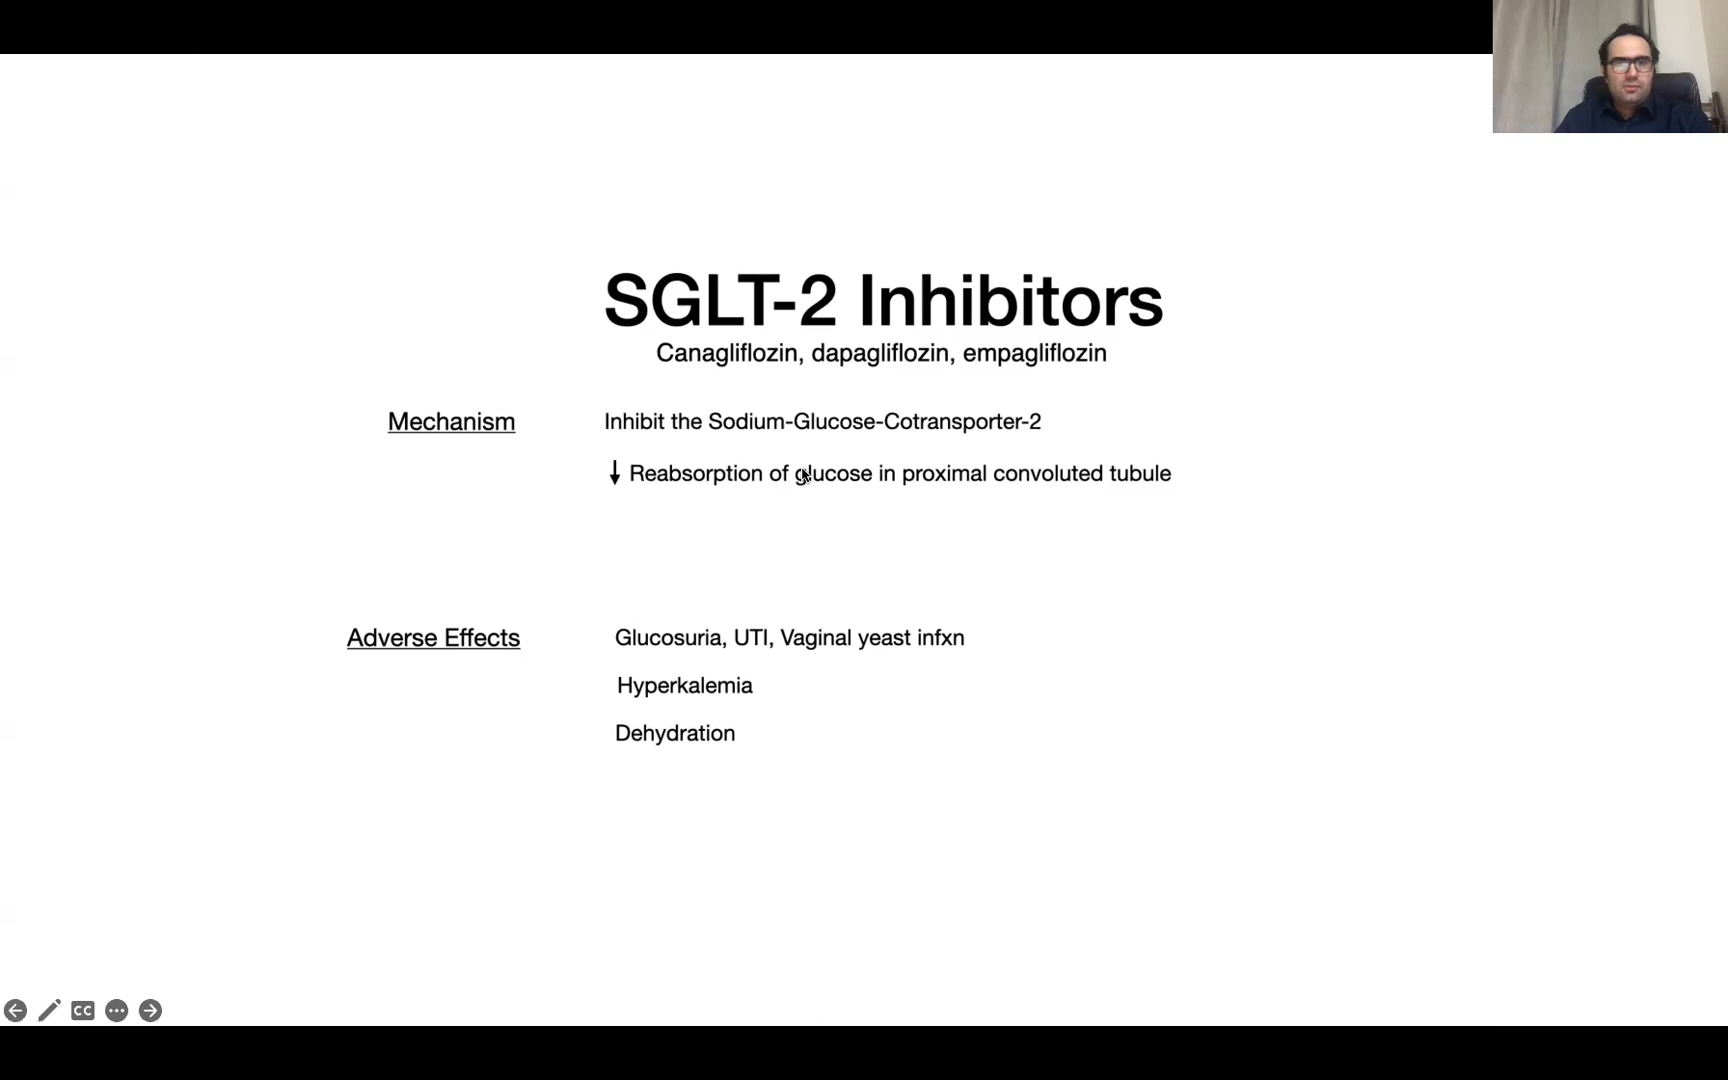 SGLT-2 Inhibitors
Canagliflozin, dapagliflozin, empagliflozin
Mechanism
Inhibit the Sodium-Glucose-Cotransporter-2
↓ Reabsorption of glucose in proximal convoluted tubule
Adverse Effects
Glucosuria, UTI, Vaginal yeast infxn
Hyperkalemia
Dehydration
CC